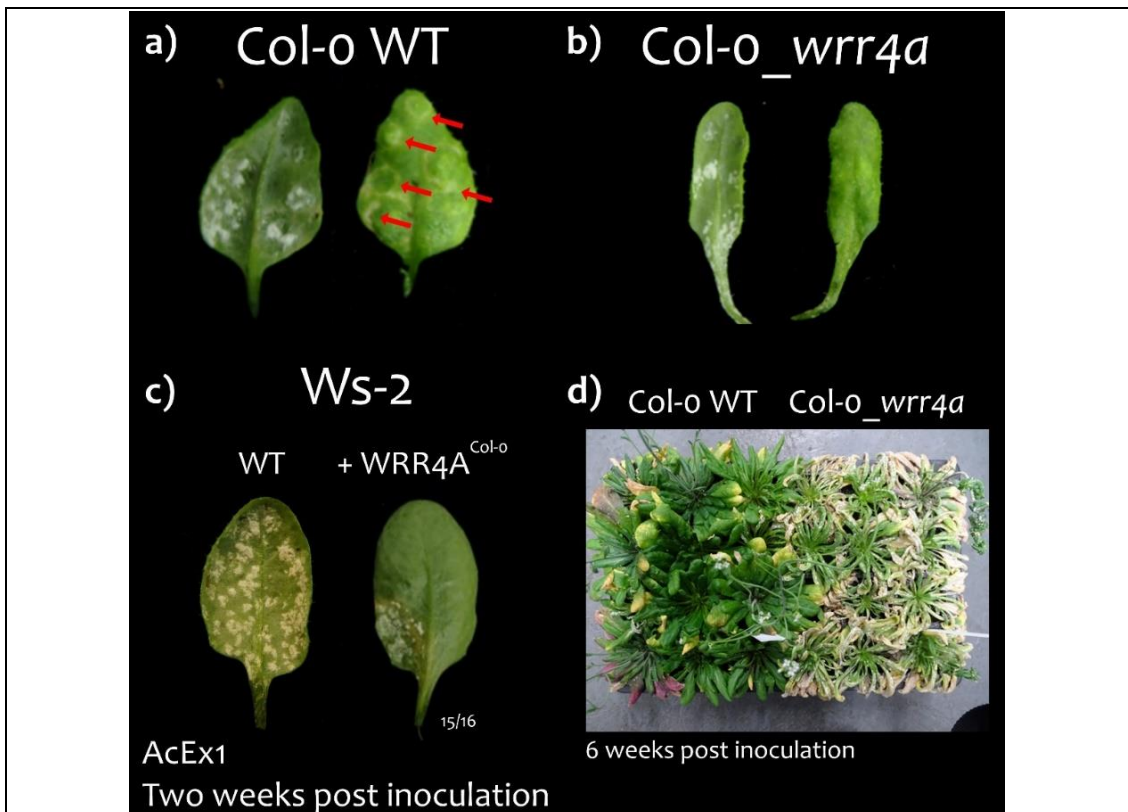 a) Col-0 WT
b) Col-0_wrr4a
c) Ws-2
WT
+ WRR4A^Col-0
15/16
AcEx1
Two weeks post inoculation
d) Col-0 WT Col-0_wrr4a
6 weeks post inoculation